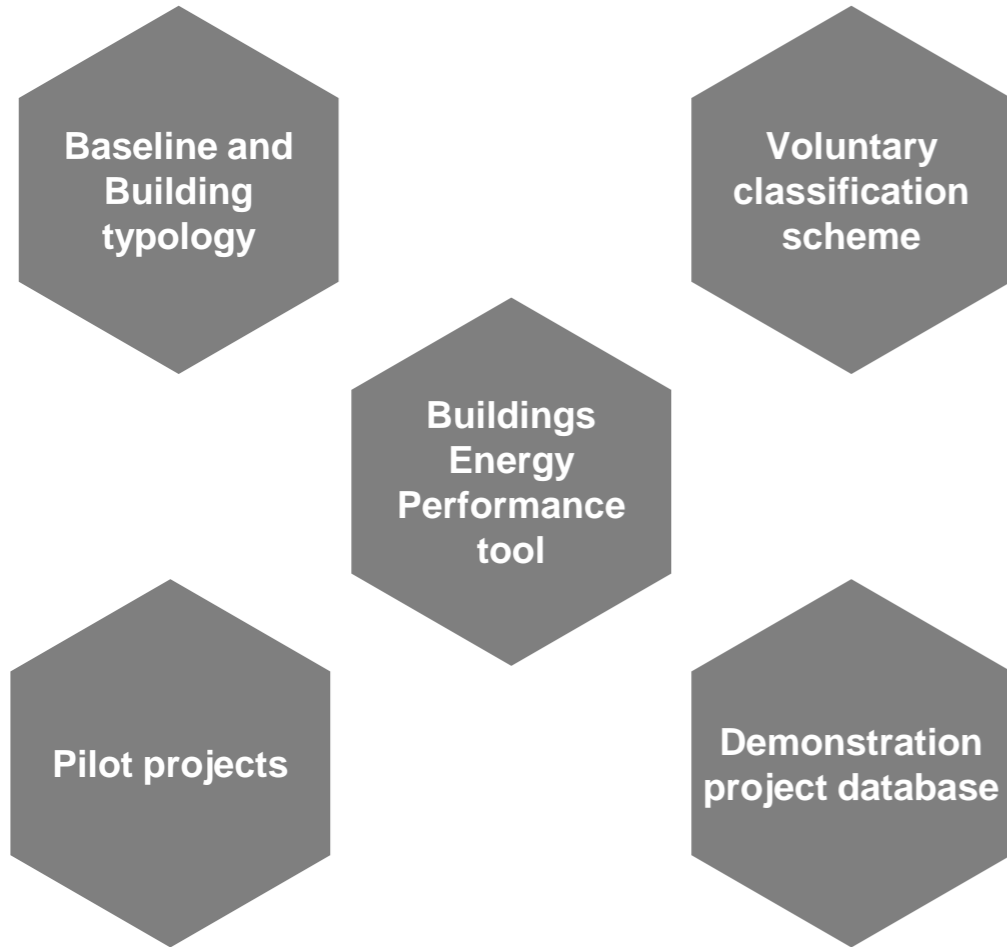 Baseline and
Building
typology
Voluntary
classification
scheme
Buildings
Energy
Performance
tool
Pilot projects
Demonstration
project database